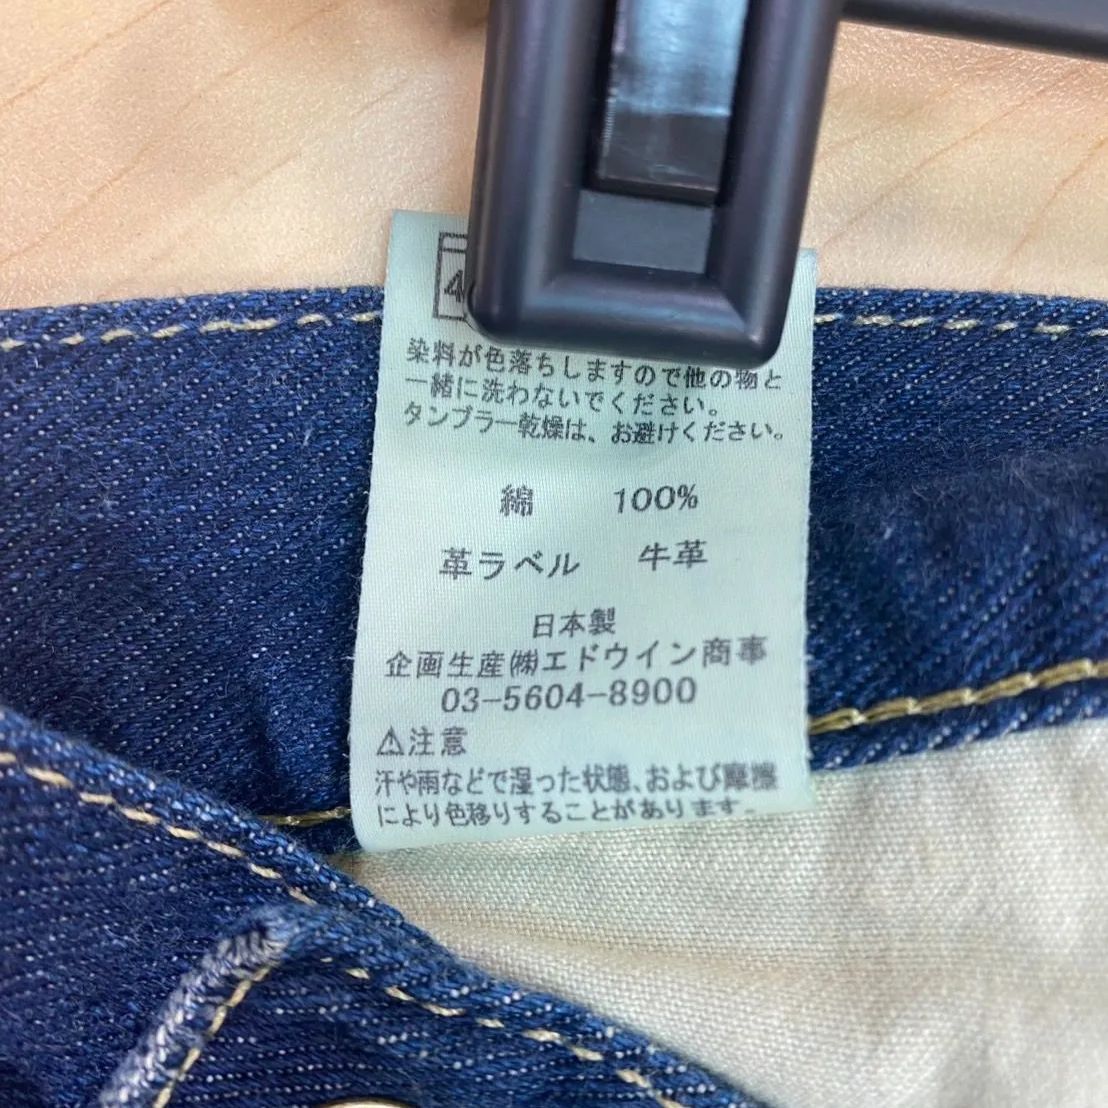 染料が色落ちしますので他の物と
一緒に洗わないでください。
タンブラー乾燥は、お避けください。
綿 100%
革ラベル 牛革
日本製
企画生産㈱エドウイン商事
03-5604-8900
⚠注意
汗や雨などで湿った状態、および摩擦
により色移りすることがあります。